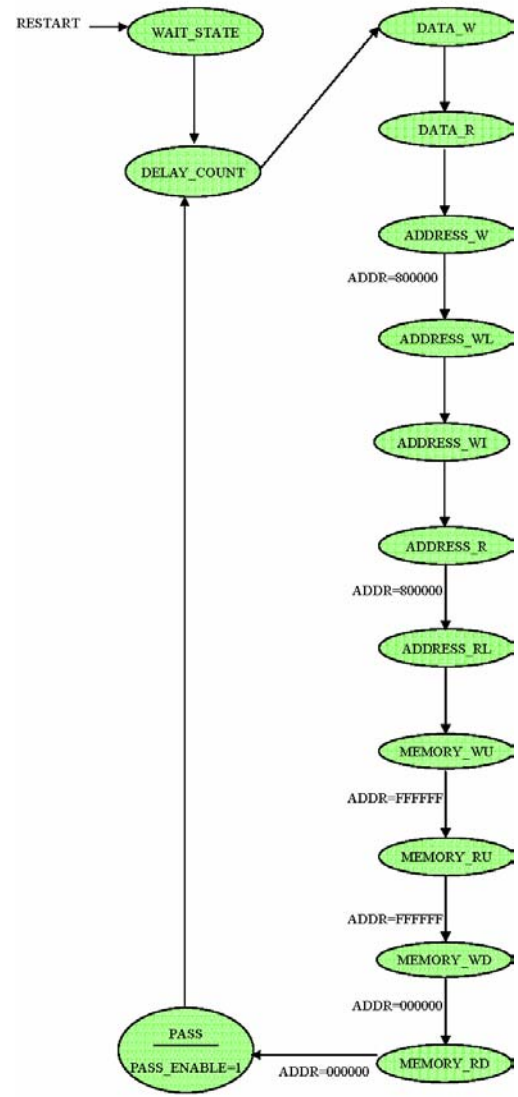 RESTART
WAIT_STATE
DELAY_COUNT
DATA_W
DATA_R
ADDRESS_W
ADDR=800000
ADDRESS_WL
ADDRESS_WI
ADDRESS_R
ADDR=800000
ADDRESS_RL
MEMORY_WU
ADDR=FFFFFF
MEMORY_RU
ADDR=FFFFFF
MEMORY_WD
ADDR=000000
MEMORY_RD
ADDR=000000
PASS
PASS_ENABLE=1